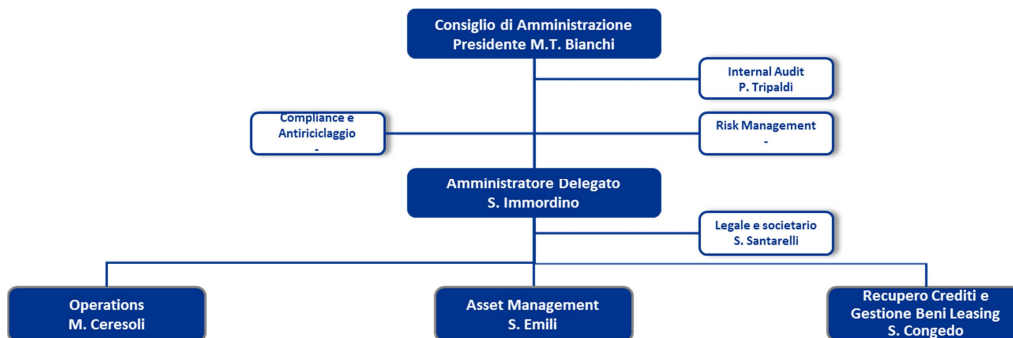 Consiglio di Amministrazione
Presidente M.T. Bianchi
Internal Audit
P. Tripaldi
Compliance e
Antiriciclaggio
-
Risk Management
-
Amministratore Delegato
S. Immordino
Legale e societario
S. Santarelli
Operations
M. Ceresoli
Asset Management
S. Emili
Recupero Crediti e
Gestione Beni Leasing
S. Congedo